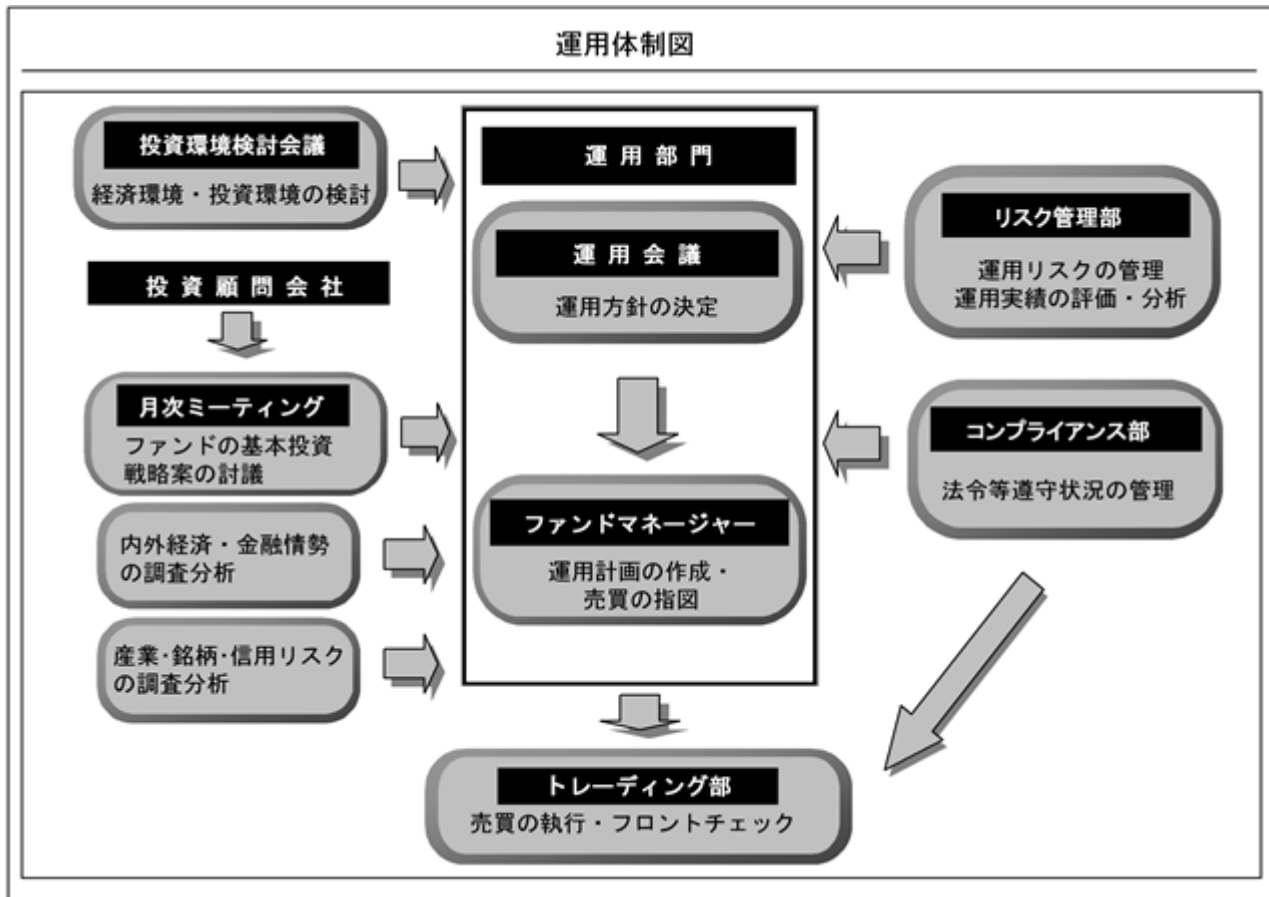 運用体制図
投資環境検討会議
経済環境・投資環境の検討
投資顧問会社
月次ミーティング
ファンドの基本投資
戦略案の討議
内外経済・金融情勢
の調査分析
産業・銘柄・信用リスク
の調査分析
運用部門
運用会議
運用方針の決定
ファンドマネージャー
運用計画の作成・
売買の指図
リスク管理部
運用リスクの管理
運用実績の評価・分析
コンプライアンス部
法令等遵守状況の管理
トレーディング部
売買の執行・フロントチェック